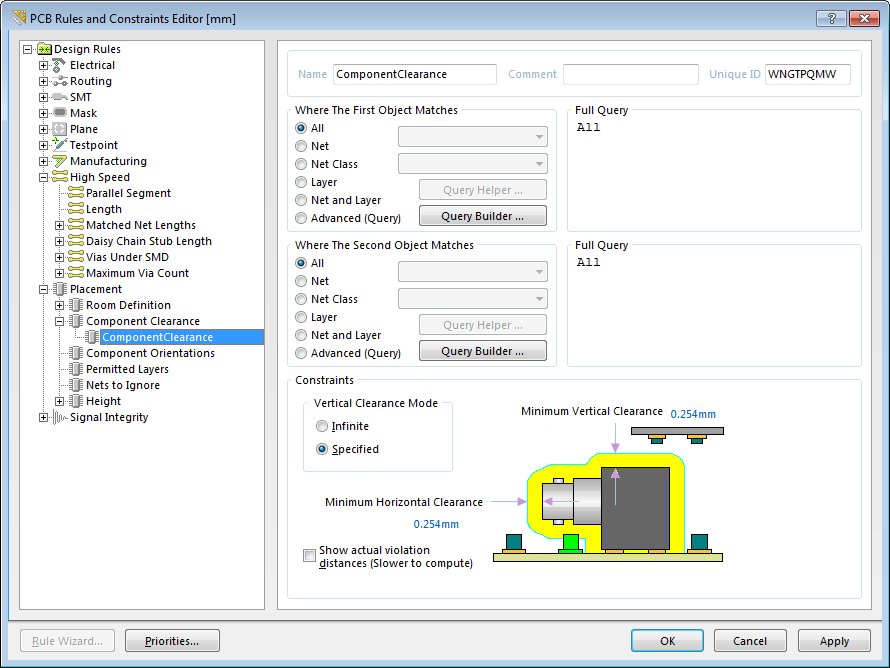 PCB Rules and Constraints Editor [mm]
Design Rules
Electrical
Routing
SMT
Mask
Plane
Testpoint
Manufacturing
High Speed
Parallel Segment
Length
Matched Net Lengths
Daisy Chain Stub Length
Vias Under SMD
Maximum Via Count
Placement
Room Definition
Component Clearance
ComponentClearance
Component Orientations
Permitted Layers
Nets to Ignore
Height
Signal Integrity
Name ComponentClearance Comment Unique ID WNGTPQMW
Where The First Object Matches
All
Net
Net Class
Layer
Net and Layer
Advanced (Query)
Query Helper ...
Query Builder ...
Full Query
All
Where The Second Object Matches
All
Net
Net Class
Layer
Net and Layer
Advanced (Query)
Query Helper ...
Query Builder ...
Full Query
All
Constraints
Vertical Clearance Mode
Infinite
Specified
Minimum Vertical Clearance 0.254mm
Minimum Horizontal Clearance
0.254mm
Show actual violation
distances (Slower to compute)
Rule Wizard... Priorities... OK Cancel Apply